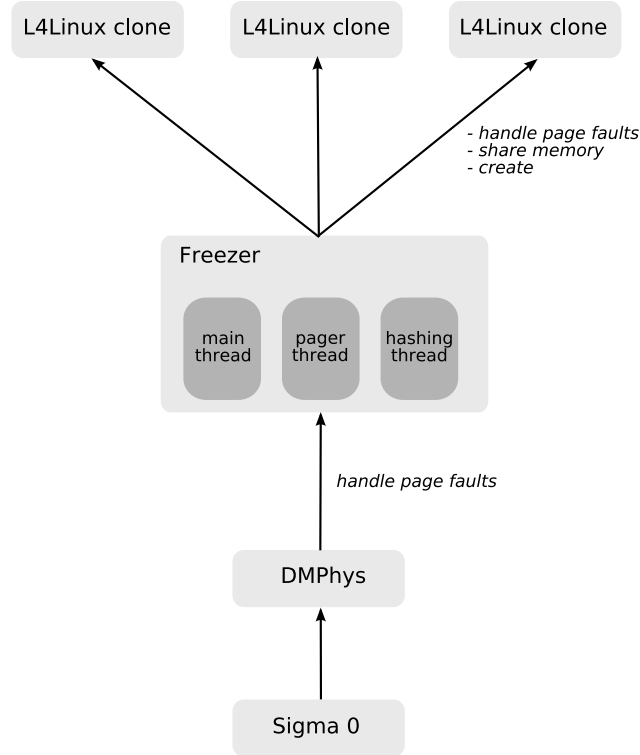 L4Linux clone
L4Linux clone
L4Linux clone
- handle page faults
- share memory
- create
Freezer
main
thread
pager
thread
hashing
thread
handle page faults
DMPhys
Sigma 0